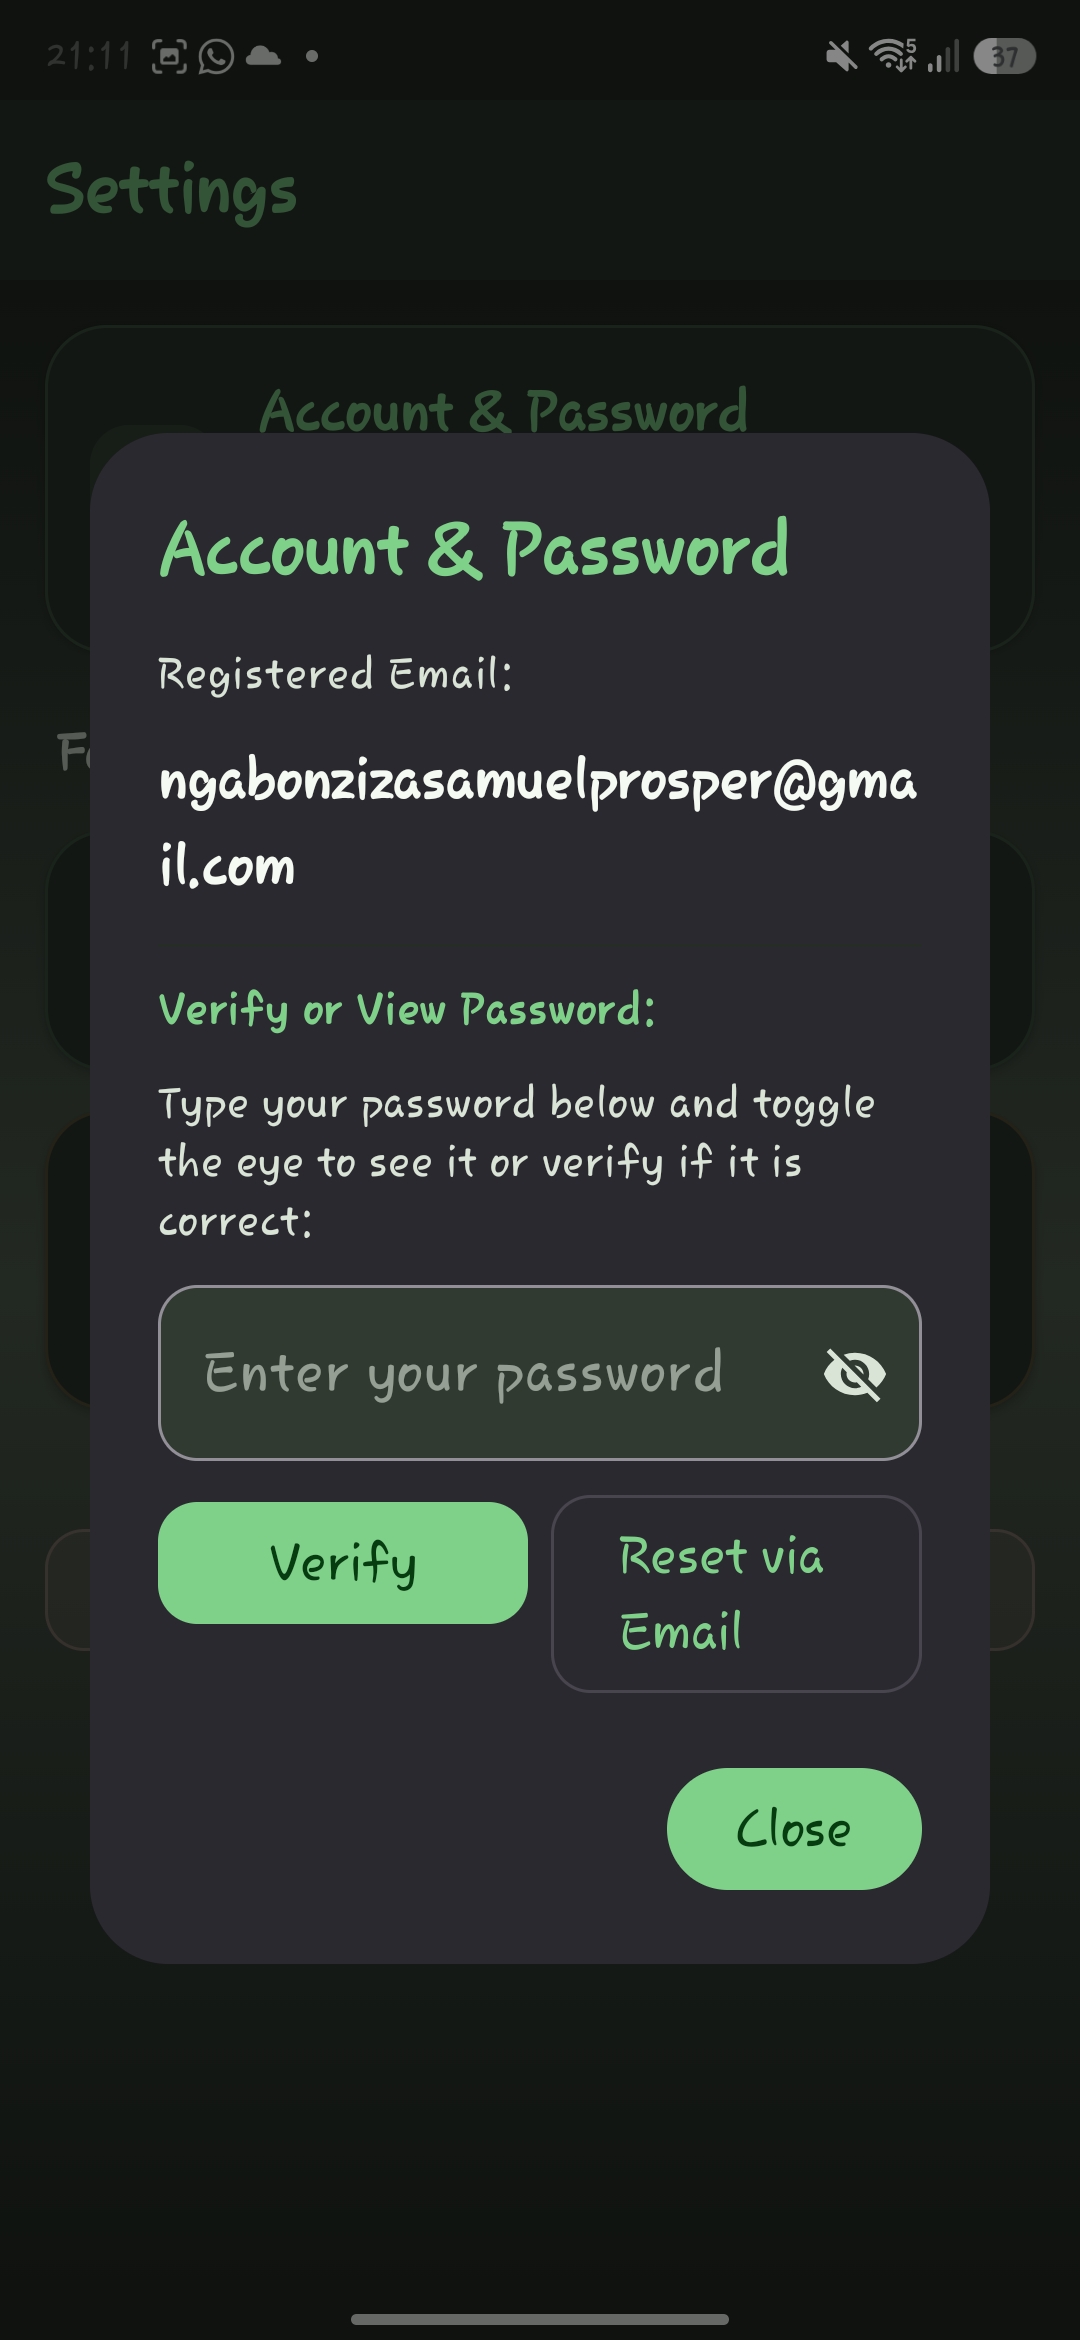 21:11
5
37
Settings
Account & Password
Account & Password
Registered Email:
ngabonzizasamuelprosper@gma
il.com
Verify or View Password:
Type your password below and toggle
the eye to see it or verify if it is
correct:
Enter your password
Verify
Reset via
Email
Close